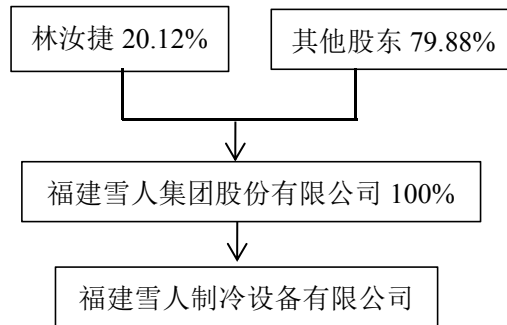 林汝捷 20.12%
其他股东 79.88%
福建雪人集团股份有限公司 100%
福建雪人制冷设备有限公司